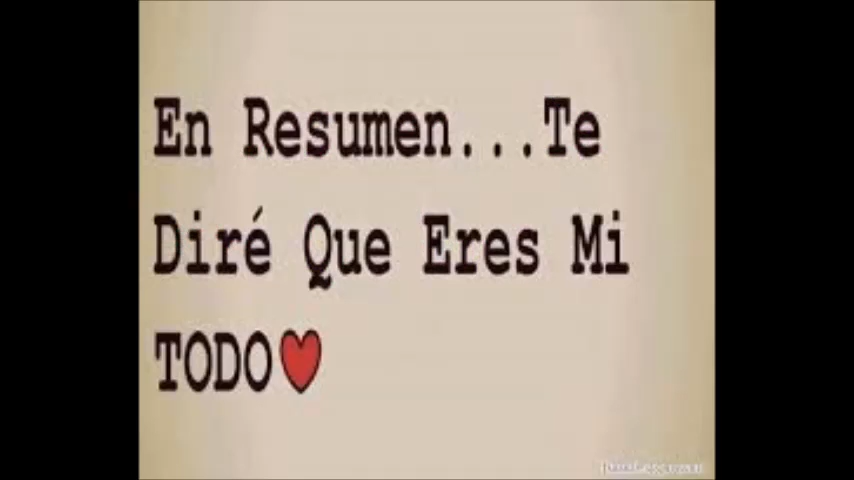 En Resumen...Te
Diré Que Eres Mi
TODO❤